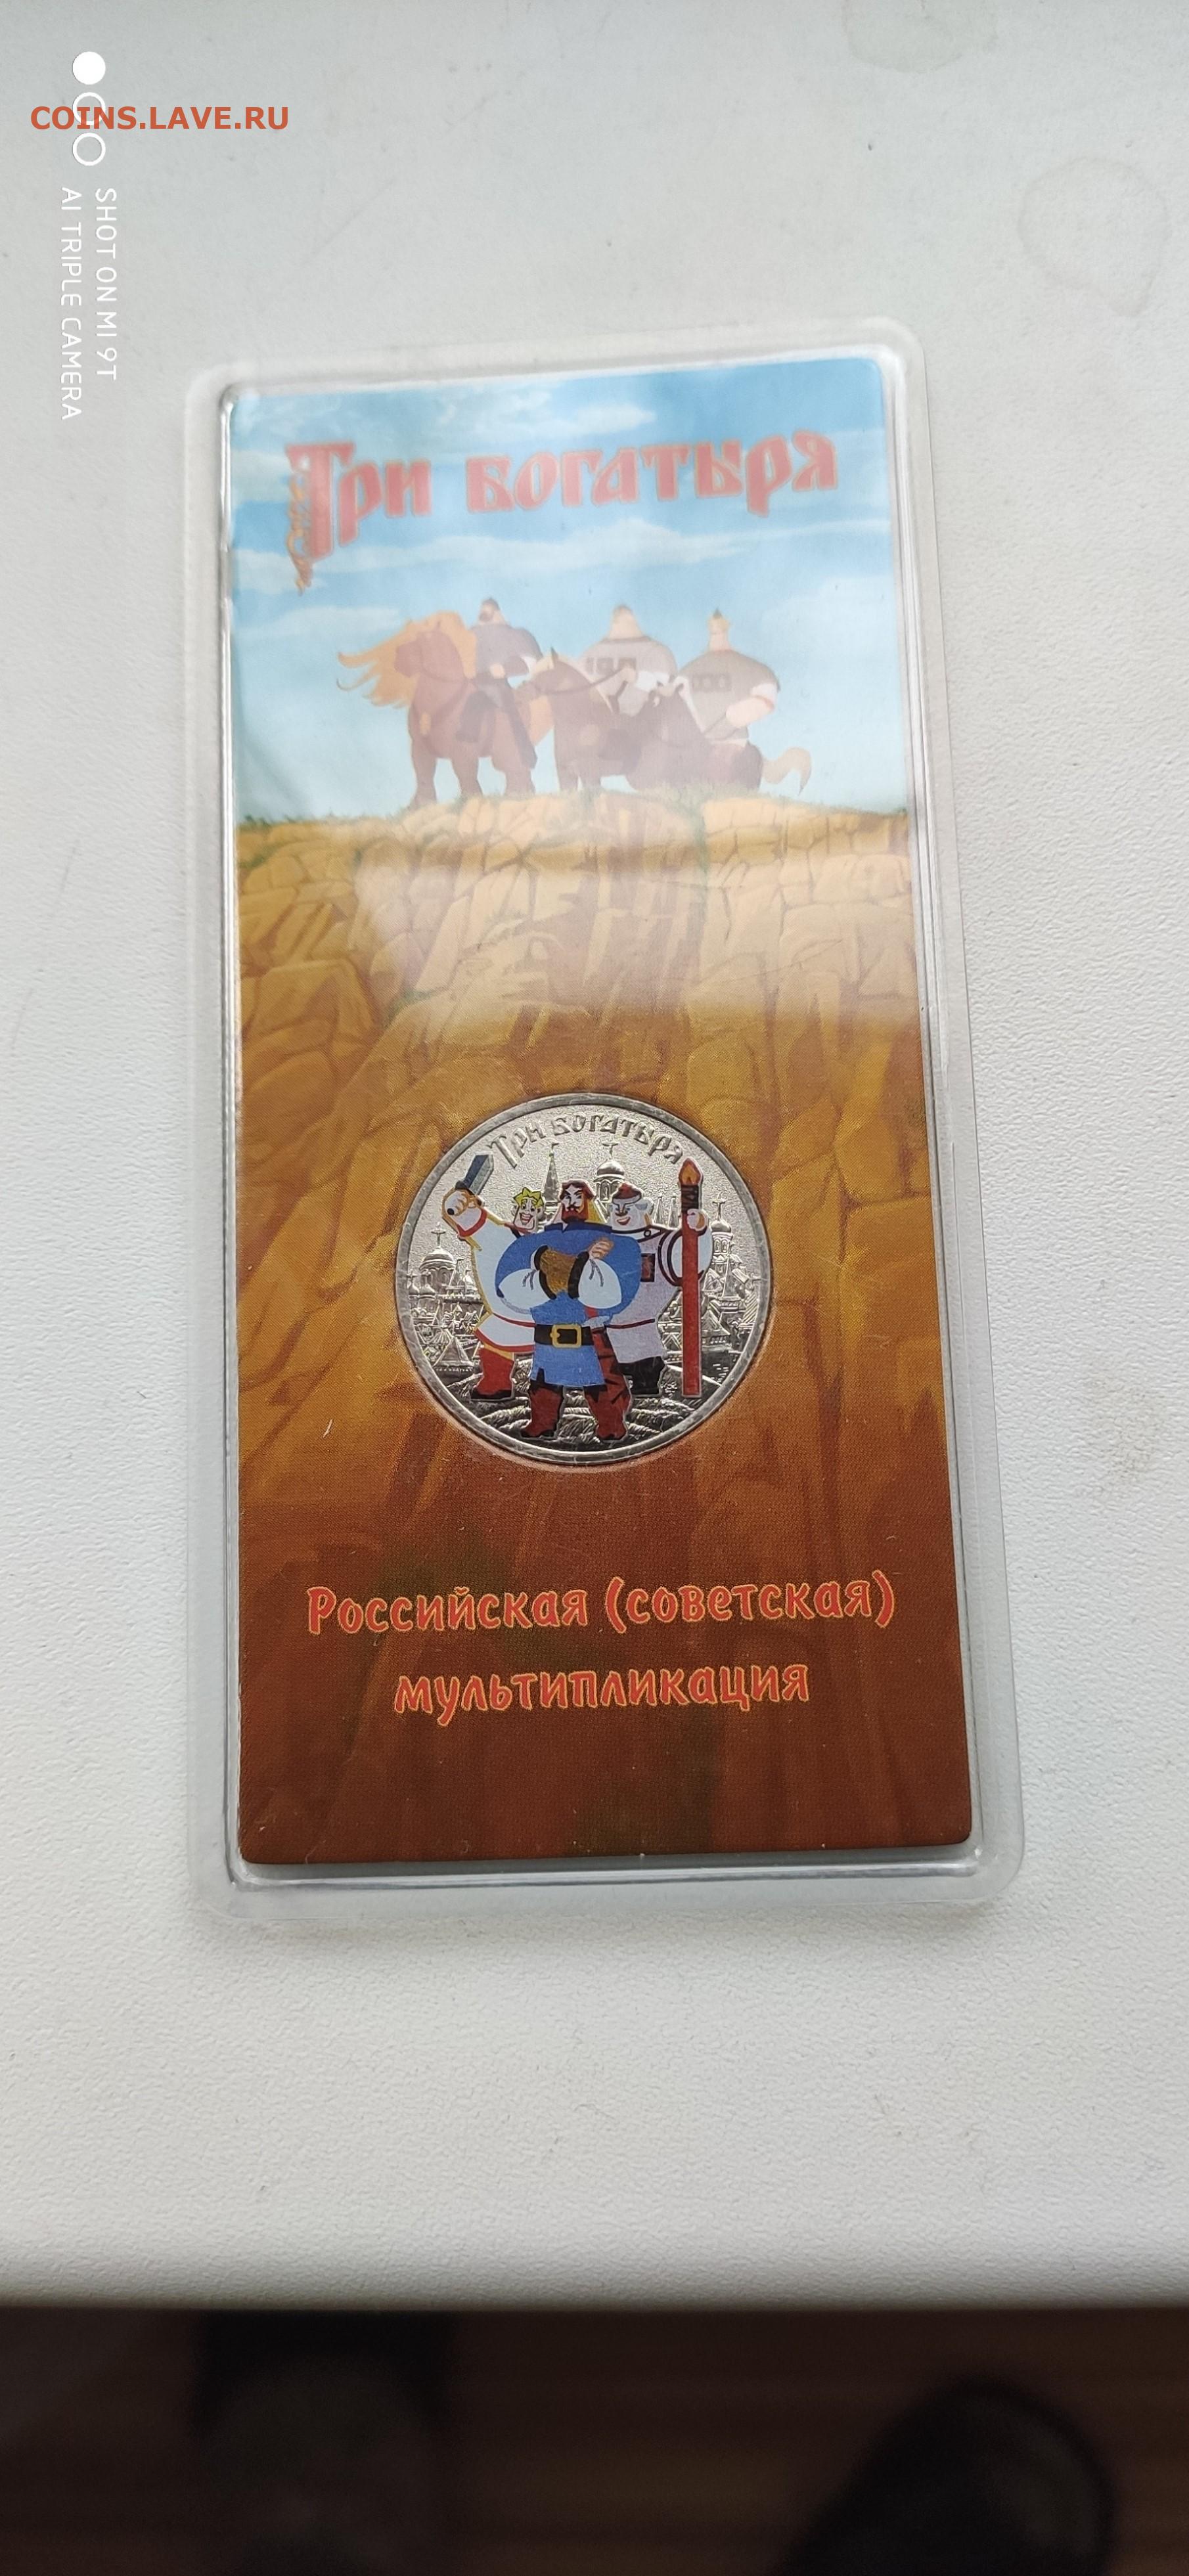 COINS.LAVE.RU
SHOT ON MI 9T
AI TRIPLE CAMERA
Три богатыря
Три богатыря
Российская (советская)
мультипликация